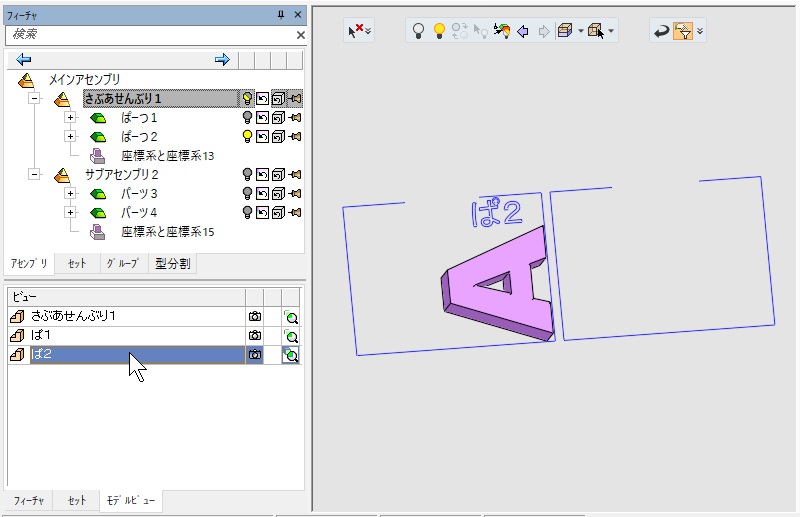 フィーチャ
検索
メインアセンブリ
さぶあせんぶり1
ぱーつ1
ぱーつ2
座標系と座標系13
サブアセンブリ2
パーツ3
パーツ4
座標系と座標系15
アセンブリ セット グループ 型分割
ビュー
さぶあせんぶり1
ぱ1
ぱ2
フィーチャ セット モデルビュー
ぱ2
A